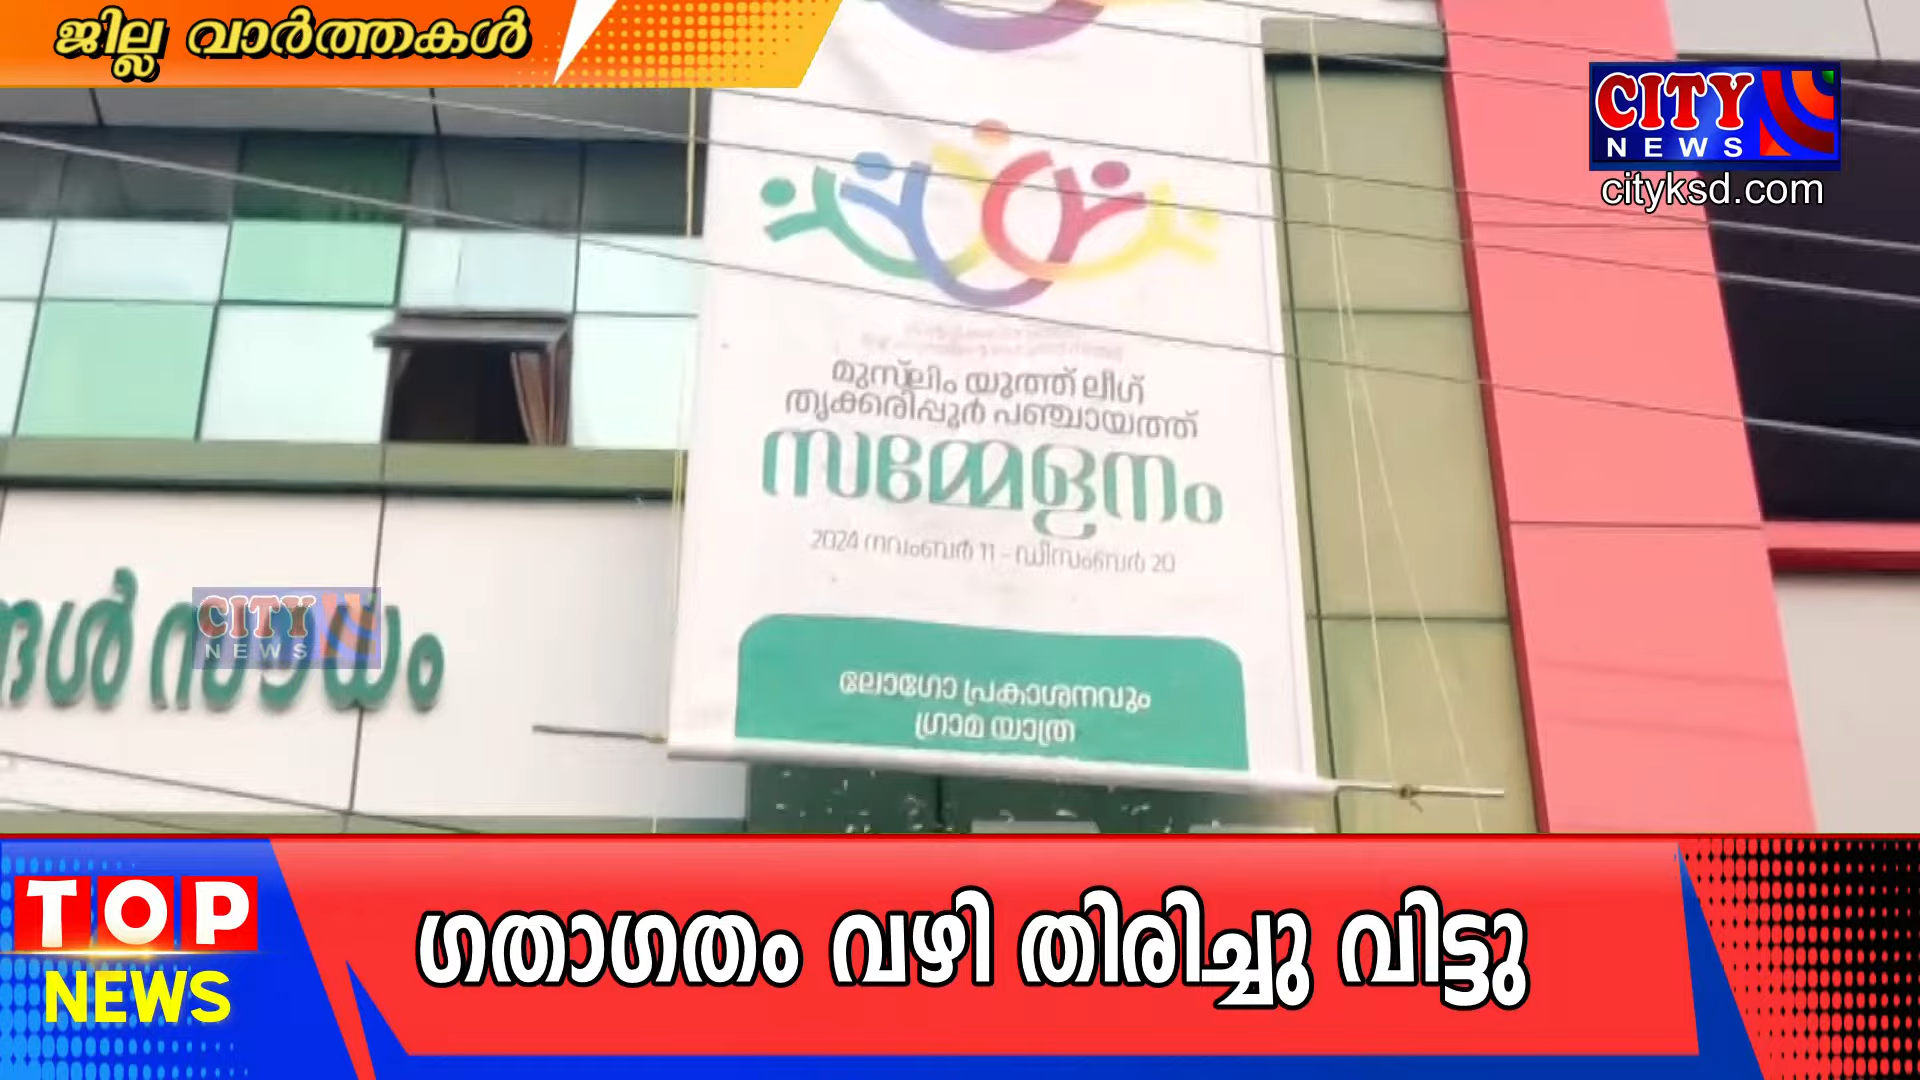 ജില്ല വാർത്തകൾ
CITY
NEWS
cityksd.com
മുസ്‌ലിം യൂത്ത് ലീഗ്
തൃക്കരിപ്പൂർ പഞ്ചായത്ത്
സമ്മേളനം
2024 നവംബർ 11 - ഡിസംബർ 20
സൗധം
CITY
NEWS
ലോഗോ പ്രകാശനവും
ഗ്രാമ യാത്ര
TOP
NEWS
ഗതാഗതം വഴി തിരിച്ചു വിട്ടു